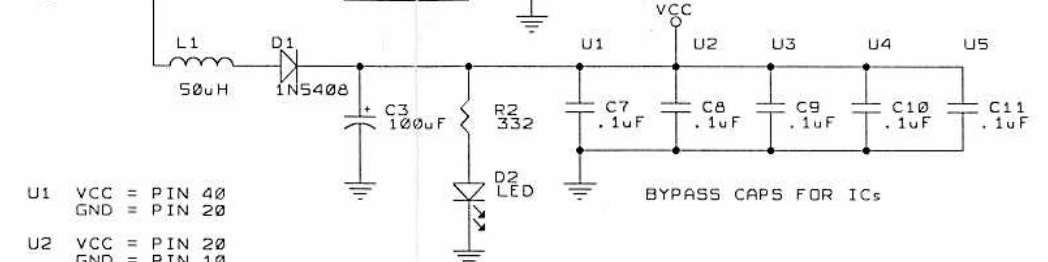 VCC
L1
D1
U1
U2
U3
U4
U5
50uH
1N5408
C3
100uF
+
R2
332
C7
.1uF
C8
.1uF
C9
.1uF
C10
.1uF
C11
.1uF
D2
LED
BYPASS CAPS FOR ICs
U1 VCC = PIN 40
GND = PIN 20
U2 VCC = PIN 20
GND = PIN 10